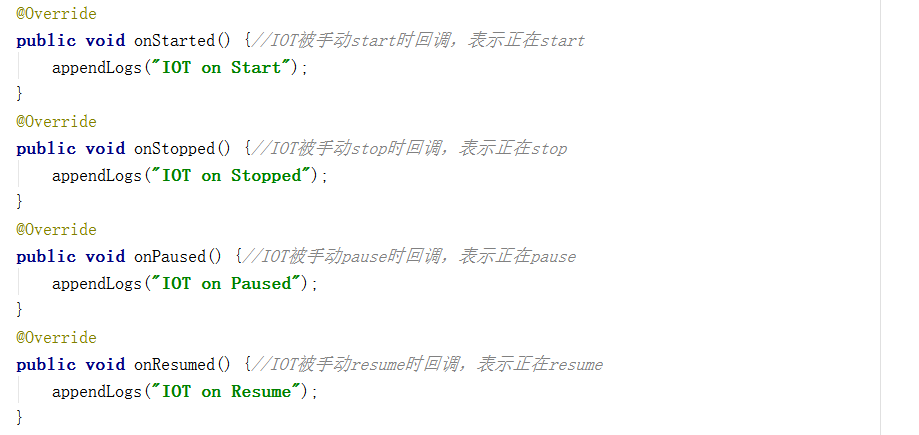 @Override
public void onStarted() {//IOT被手动start时回调，表示正在start
    appendLogs("IOT on Start");
}
@Override
public void onStopped() {//IOT被手动stop时回调，表示正在stop
    appendLogs("IOT on Stopped");
}
@Override
public void onPaused() {//IOT被手动pause时回调，表示正在pause
    appendLogs("IOT on Paused");
}
@Override
public void onResumed() {//IOT被手动resume时回调，表示正在resume
    appendLogs("IOT on Resume");
}